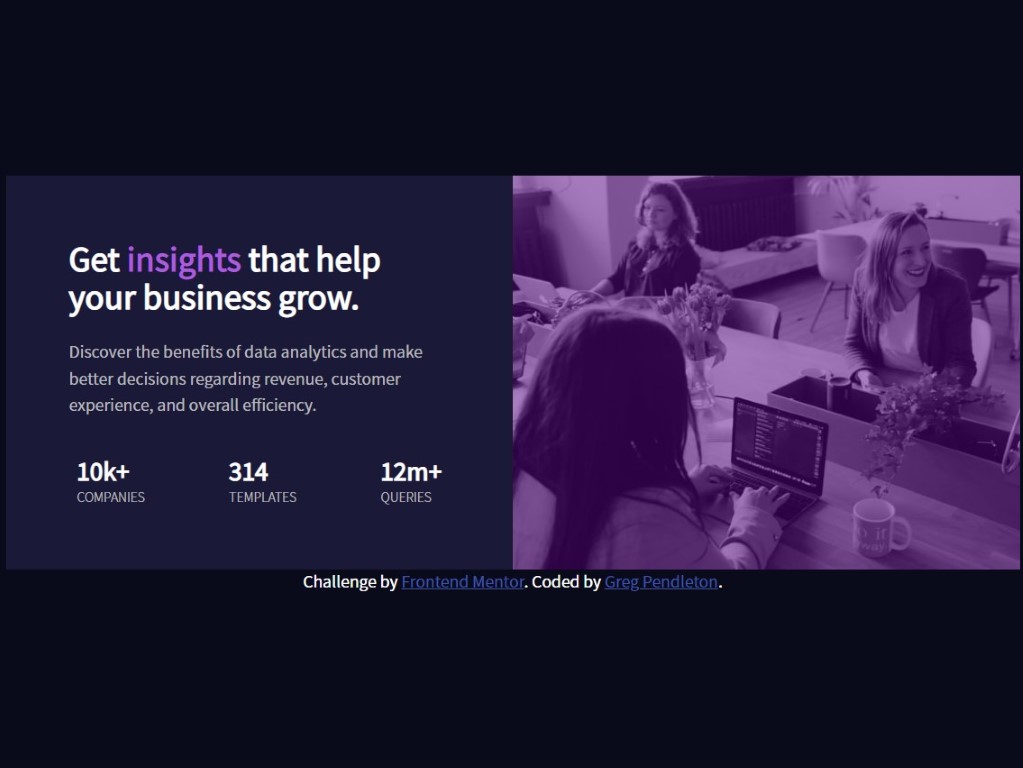 Get insights that help
your business grow.
Discover the benefits of data analytics and make
better decisions regarding revenue, customer
experience, and overall efficiency.
10k+ 314 12m+
COMPANIES TEMPLATES QUERIES
Challenge by Frontend Mentor. Coded by Greg Pendleton.